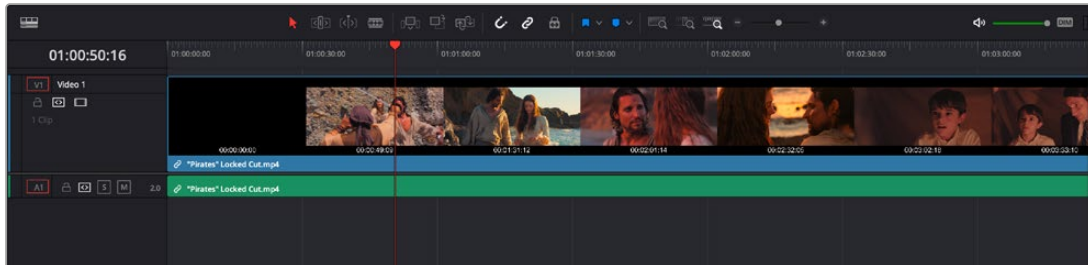 DIM
01:00:50:16
01:00:00:00
01:00:30:00
01:01:00:00
01:01:30:00
01:02:00:00
01:02:30:00
01:03:00:00
V1 Video 1
1 Clip
00:00:00:00
00:00:49:09
00:01:31:12
00:02:01:14
00:02:32:05
00:03:02:18
00:03:33:10
"Pirates" Locked Cut.mp4
A1 S M 2.0
"Pirates" Locked Cut.mp4